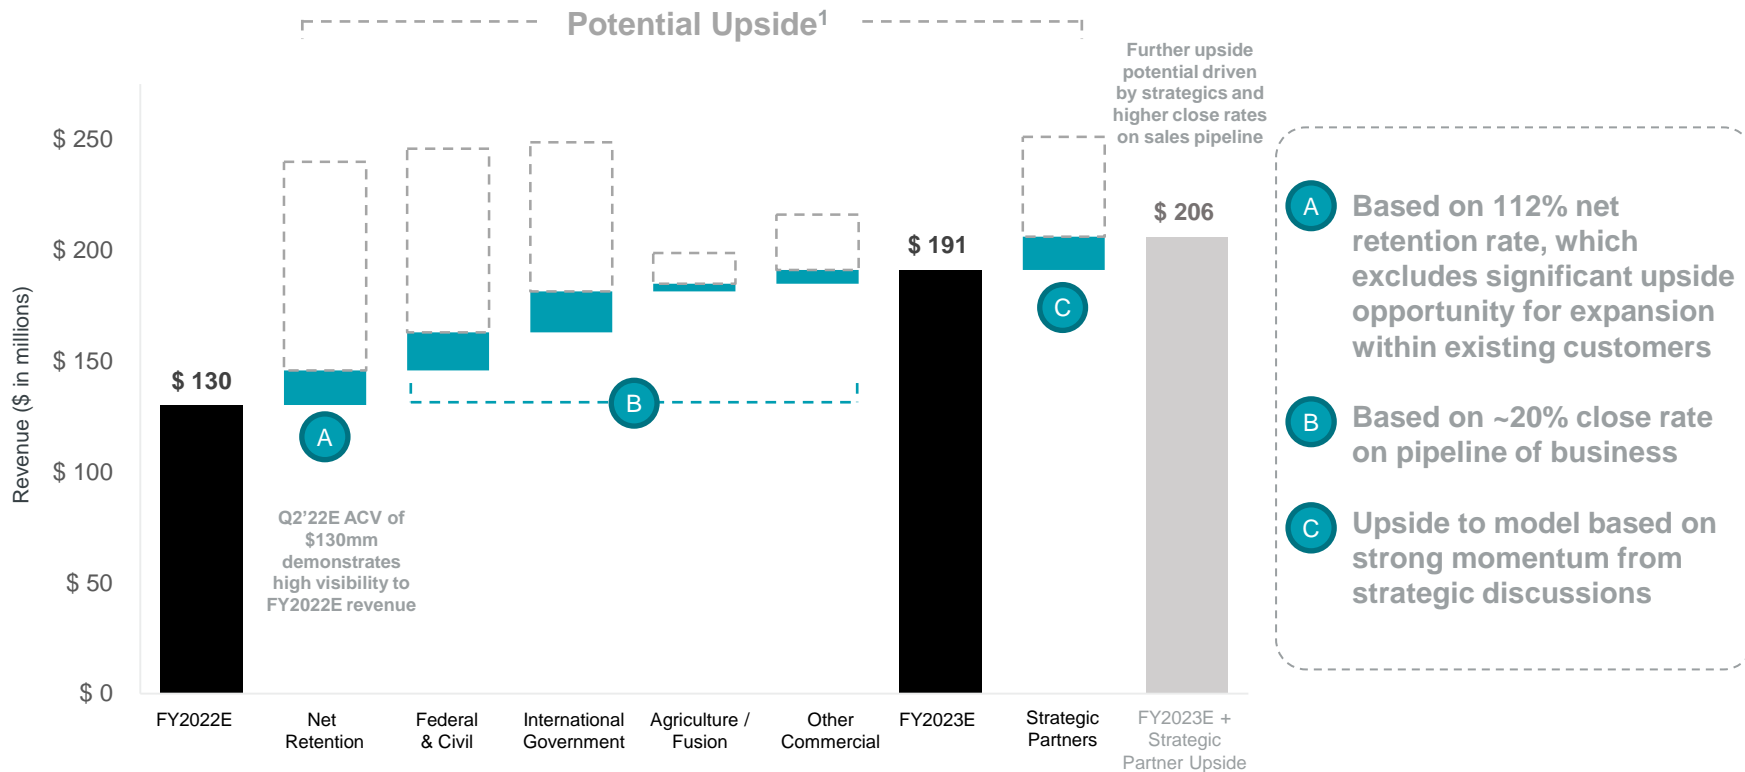 Potential Upside1
Further upside
potential driven
by strategics and
higher close rates
on sales pipeline
Revenue ($ in millions)
$ 250
$ 200
$ 150
$ 100
$ 50
$ 0
$ 130
$ 191
$ 206
A
B
C
Q2’22E ACV of
$130mm
demonstrates
high visibility to
FY2022E revenue
FY2022E
Net
Retention
Federal
& Civil
International
Government
Agriculture /
Fusion
Other
Commercial
FY2023E
Strategic
Partners
FY2023E +
Strategic
Partner Upside
A
Based on 112% net
retention rate, which
excludes significant upside
opportunity for expansion
within existing customers
B
Based on ~20% close rate
on pipeline of business
C
Upside to model based on
strong momentum from
strategic discussions